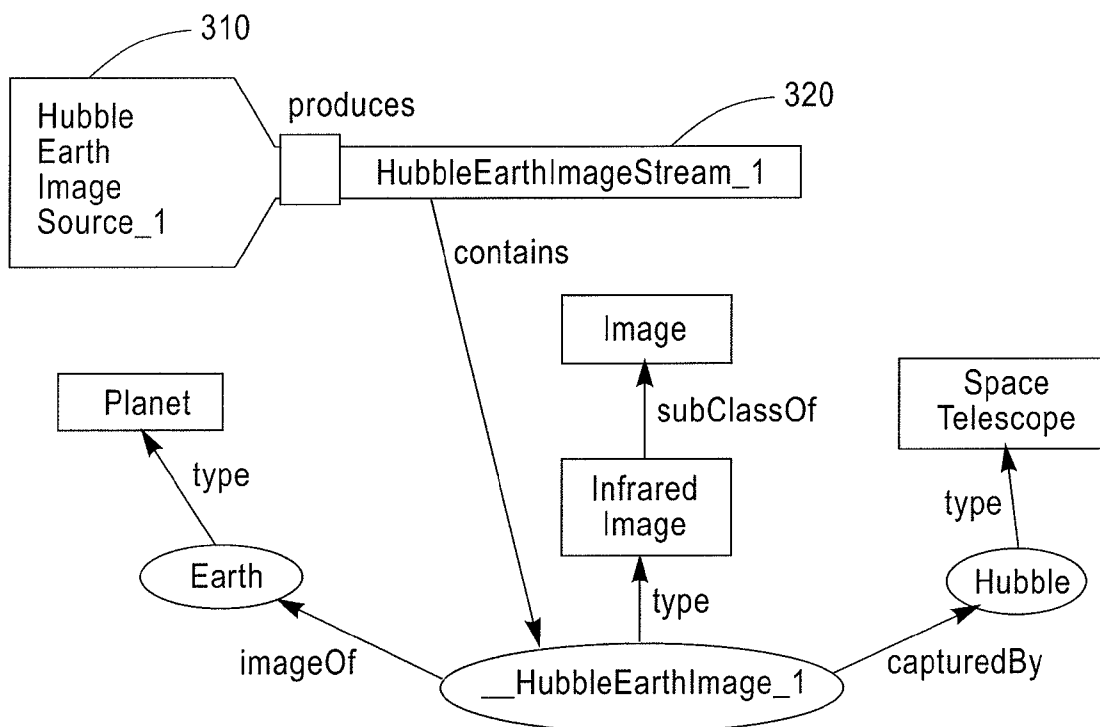 310
Hubble
Earth
Image
Source_1
produces
320
HubbleEarthImageStream_1
contains
Image
subClassOf
Planet
type
Infrared
Image
type
Space
Telescope
type
Earth
Hubble
imageOf
__HubbleEarthImage_1
capturedBy